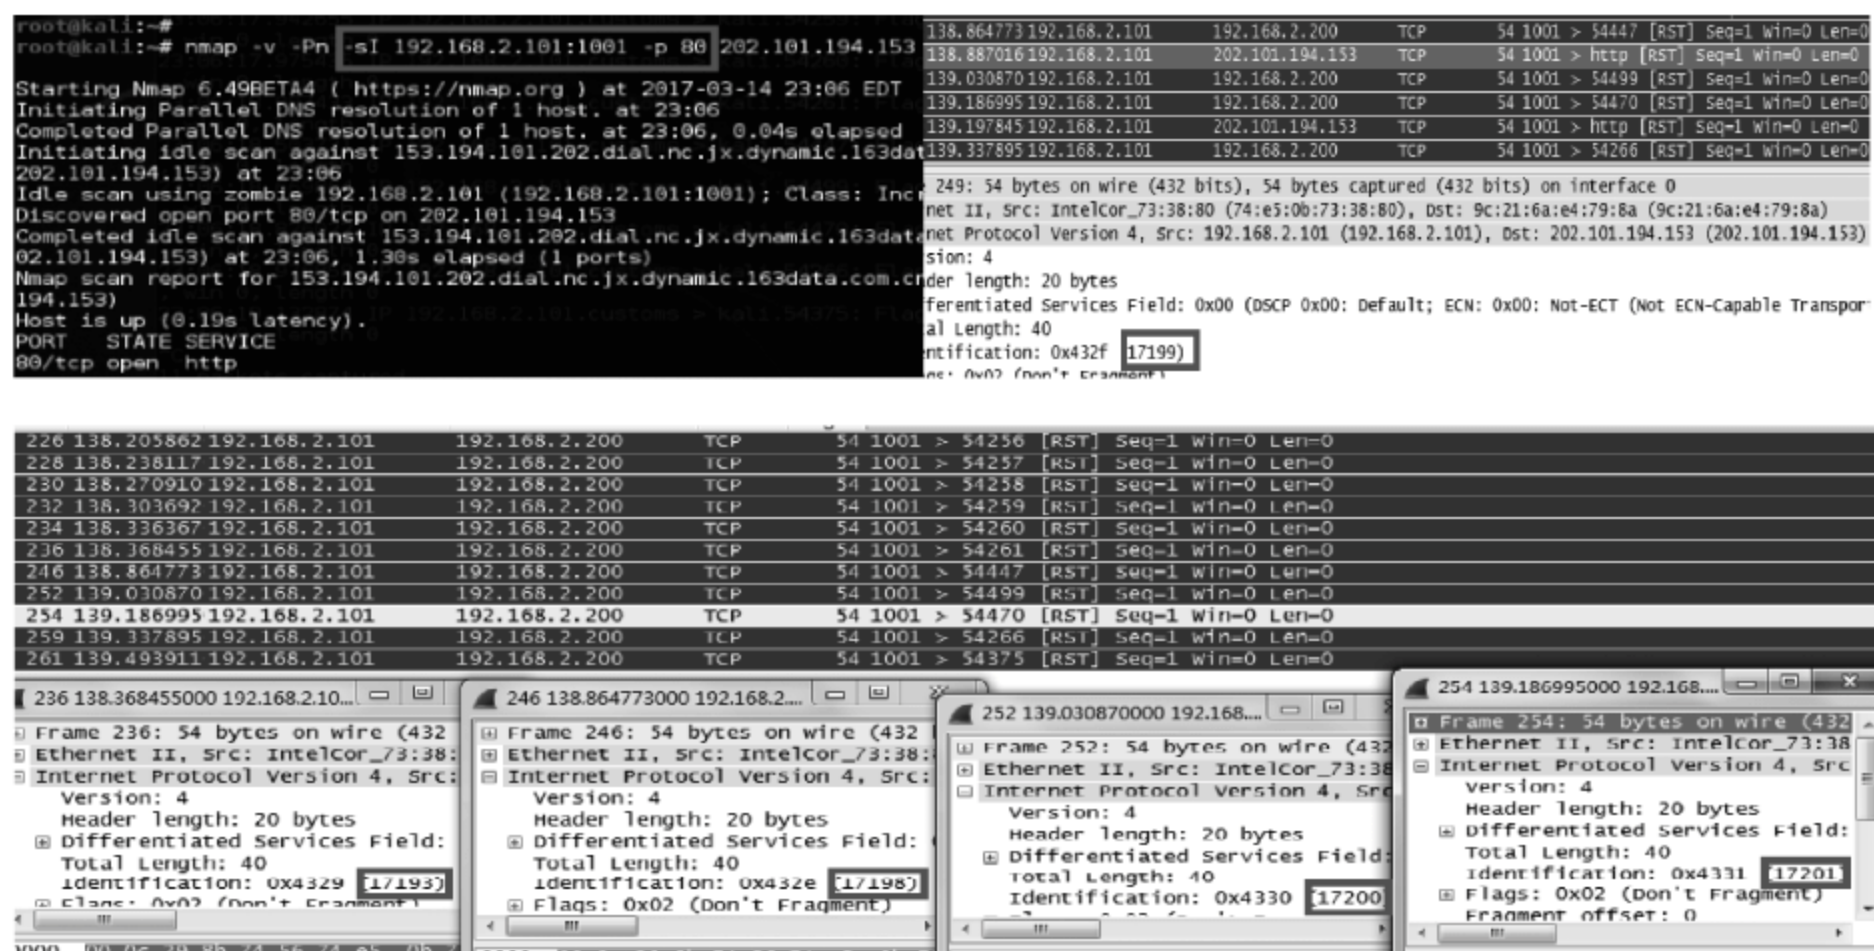 root@kali:~#
root@kali:~# nmap -v -Pn -sI 192.168.2.101:1001 -p 80 202.101.194.153
Starting Nmap 6.49BETA4 ( https://nmap.org ) at 2017-03-14 23:06 EDT
Initiating Parallel DNS resolution of 1 host. at 23:06
Completed Parallel DNS resolution of 1 host. at 23:06, 0.04s elapsed
Initiating idle scan against 153.194.101.202.dial.nc.jx.dynamic.163dat
202.101.194.153) at 23:06
Idle scan using zombie 192.168.2.101 (192.168.2.101:1001); Class: Incr
Discovered open port 80/tcp on 202.101.194.153
Completed idle scan against 153.194.101.202.dial.nc.jx.dynamic.163data
02.101.194.153) at 23:06, 1.30s elapsed (1 ports)
Nmap scan report for 153.194.101.202.dial.nc.jx.dynamic.163data.com.cn
194.153)
Host is up (0.19s latency).
PORT STATE SERVICE
80/tcp open http
138.864773 192.168.2.101 192.168.2.200 TCP 54 1001 > 54447 [RST] Seq=1 Win=0 Len=0
138.887016 192.168.2.101 202.101.194.153 TCP 54 1001 > http [RST] Seq=1 Win=0 Len=0
139.030870 192.168.2.101 192.168.2.200 TCP 54 1001 > 54499 [RST] Seq=1 Win=0 Len=0
139.186995 192.168.2.101 192.168.2.200 TCP 54 1001 > 54470 [RST] Seq=1 Win=0 Len=0
139.197845 192.168.2.101 202.101.194.153 TCP 54 1001 > http [RST] Seq=1 Win=0 Len=0
139.337895 192.168.2.101 192.168.2.200 TCP 54 1001 > 54266 [RST] Seq=1 Win=0 Len=0
249: 54 bytes on wire (432 bits), 54 bytes captured (432 bits) on interface 0
net II, Src: IntelCor_73:38:80 (74:e5:0b:73:38:80), Dst: 9c:21:6a:e4:79:8a (9c:21:6a:e4:79:8a)
net Protocol Version 4, Src: 192.168.2.101 (192.168.2.101), Dst: 202.101.194.153 (202.101.194.153)
sion: 4
der length: 20 bytes
ferentiated Services Field: 0x00 (DSCP 0x00: Default; ECN: 0x00: Not-ECT (Not ECN-Capable Transpor
al Length: 40
ntification: 0x432f 17199)
gs: 0x02 (Don't Fragment)
226 138.205862 192.168.2.101 192.168.2.200 TCP 54 1001 > 54256 [RST] Seq=1 Win=0 Len=0
228 138.238117 192.168.2.101 192.168.2.200 TCP 54 1001 > 54257 [RST] Seq=1 Win=0 Len=0
230 138.270910 192.168.2.101 192.168.2.200 TCP 54 1001 > 54258 [RST] Seq=1 Win=0 Len=0
232 138.303692 192.168.2.101 192.168.2.200 TCP 54 1001 > 54259 [RST] Seq=1 Win=0 Len=0
234 138.336367 192.168.2.101 192.168.2.200 TCP 54 1001 > 54260 [RST] Seq=1 Win=0 Len=0
236 138.368455 192.168.2.101 192.168.2.200 TCP 54 1001 > 54261 [RST] Seq=1 Win=0 Len=0
246 138.864773 192.168.2.101 192.168.2.200 TCP 54 1001 > 54447 [RST] Seq=1 Win=0 Len=0
252 139.030870 192.168.2.101 192.168.2.200 TCP 54 1001 > 54499 [RST] Seq=1 Win=0 Len=0
254 139.186995 192.168.2.101 192.168.2.200 TCP 54 1001 > 54470 [RST] Seq=1 Win=0 Len=0
259 139.337895 192.168.2.101 192.168.2.200 TCP 54 1001 > 54266 [RST] Seq=1 Win=0 Len=0
261 139.493911 192.168.2.101 192.168.2.200 TCP 54 1001 > 54375 [RST] Seq=1 Win=0 Len=0
236 138.368455000 192.168.2.10...
Frame 236: 54 bytes on wire (432
Ethernet II, Src: IntelCor_73:38:
Internet Protocol Version 4, Src:
Version: 4
Header length: 20 bytes
Differentiated Services Field:
Total Length: 40
Identification: 0x4329 (17193)
Flags: 0x02 (Don't Fragment)
246 138.864773000 192.168.2....
Frame 246: 54 bytes on wire (432
Ethernet II, Src: IntelCor_73:38:
Internet Protocol Version 4, Src:
Version: 4
Header length: 20 bytes
Differentiated Services Field:
Total Length: 40
Identification: 0x432e (17198)
Flags: 0x02 (Don't Fragment)
252 139.030870000 192.168....
Frame 252: 54 bytes on wire (432
Ethernet II, Src: IntelCor_73:38
Internet Protocol Version 4, Src
Version: 4
Header length: 20 bytes
Differentiated Services Field:
Total Length: 40
Identification: 0x4330 (17200
254 139.186995000 192.168....
Frame 254: 54 bytes on wire (432
Ethernet II, Src: IntelCor_73:38
Internet Protocol Version 4, Src
Version: 4
Header length: 20 bytes
Differentiated Services Field:
Total Length: 40
Identification: 0x4331 (17201)
Flags: 0x02 (Don't Fragment)
Fragment offset: 0